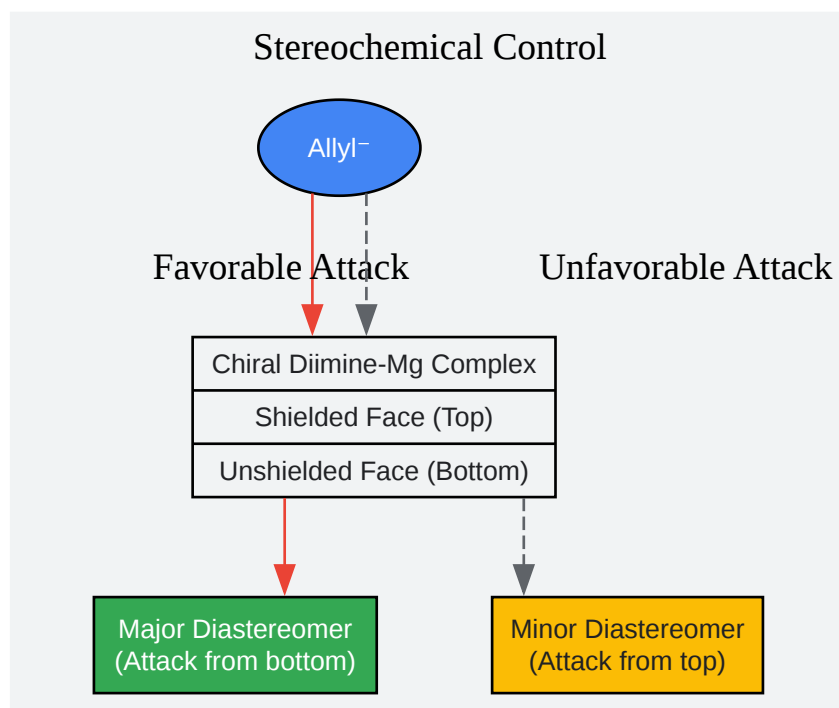 Stereochemical Control
Allyl⁻
Favorable Attack
Unfavorable Attack
Chiral Diimine-Mg Complex
Shielded Face (Top)
Unshielded Face (Bottom)
Major Diastereomer
(Attack from bottom)
Minor Diastereomer
(Attack from top)